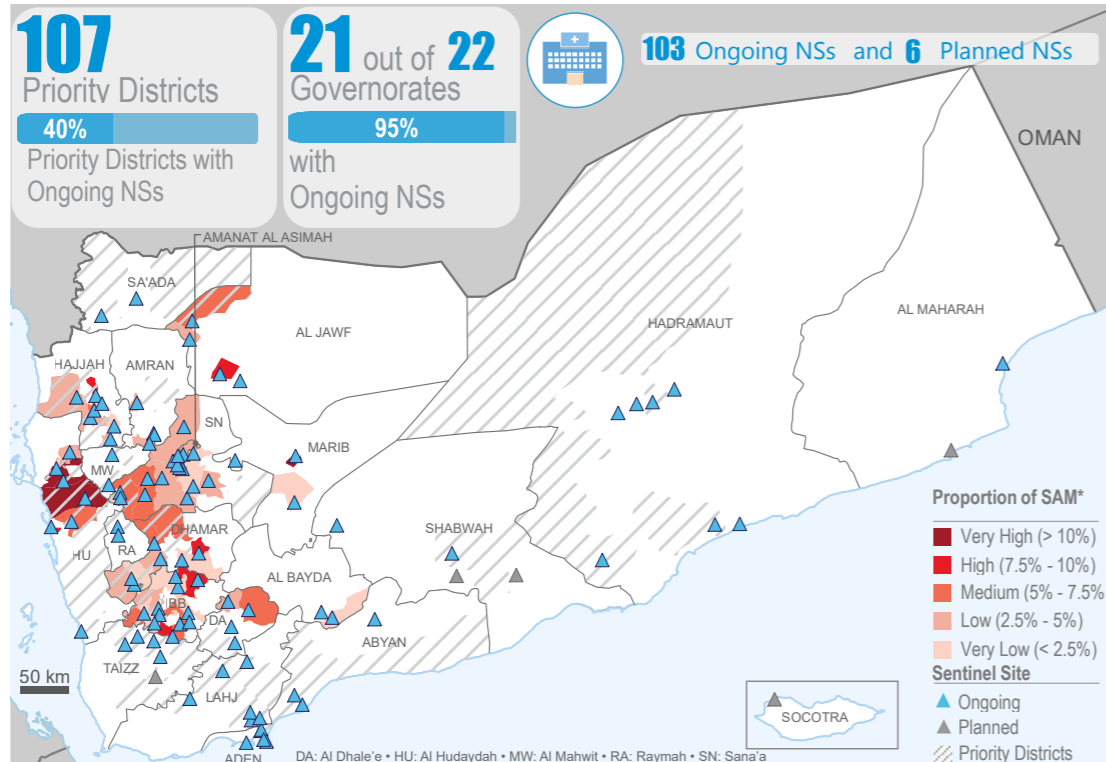 107
Priority Districts
40%
Priority Districts with
Ongoing NSs
21 out of 22
Governorates
95%
with
Ongoing NSs
103 Ongoing NSs and 6 Planned NSs
OMAN
AMANAT AL ASIMAH
SA'ADA
AL JAWF
HADRAMAUT
AL MAHARAH
HAJJAH
AMRAN
SN
MARIB
MW
SHABWAH
DHAMAR
HU
RA
AL BAYDA
IBB
DA
ABYAN
TAIZZ
LAHJ
50 km
SOCOTRA
ADEN
Proportion of SAM*
Very High (> 10%)
High (7.5% - 10%)
Medium (5% - 7.5%
Low (2.5% - 5%)
Very Low (< 2.5%)
Sentinel Site
Ongoing
Planned
Priority Districts
DA: Al Dhale'e • HU: Al Hudaydah • MW: Al Mahwit • RA: Raymah • SN: Sana'a